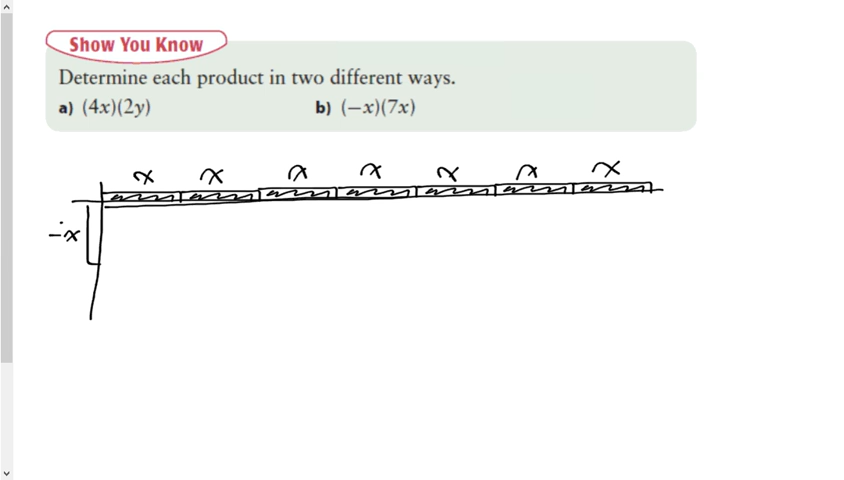 Show You Know
Determine each product in two different ways.
a) (4x)(2y) b) (−x)(7x)
x x x x x x x
−x